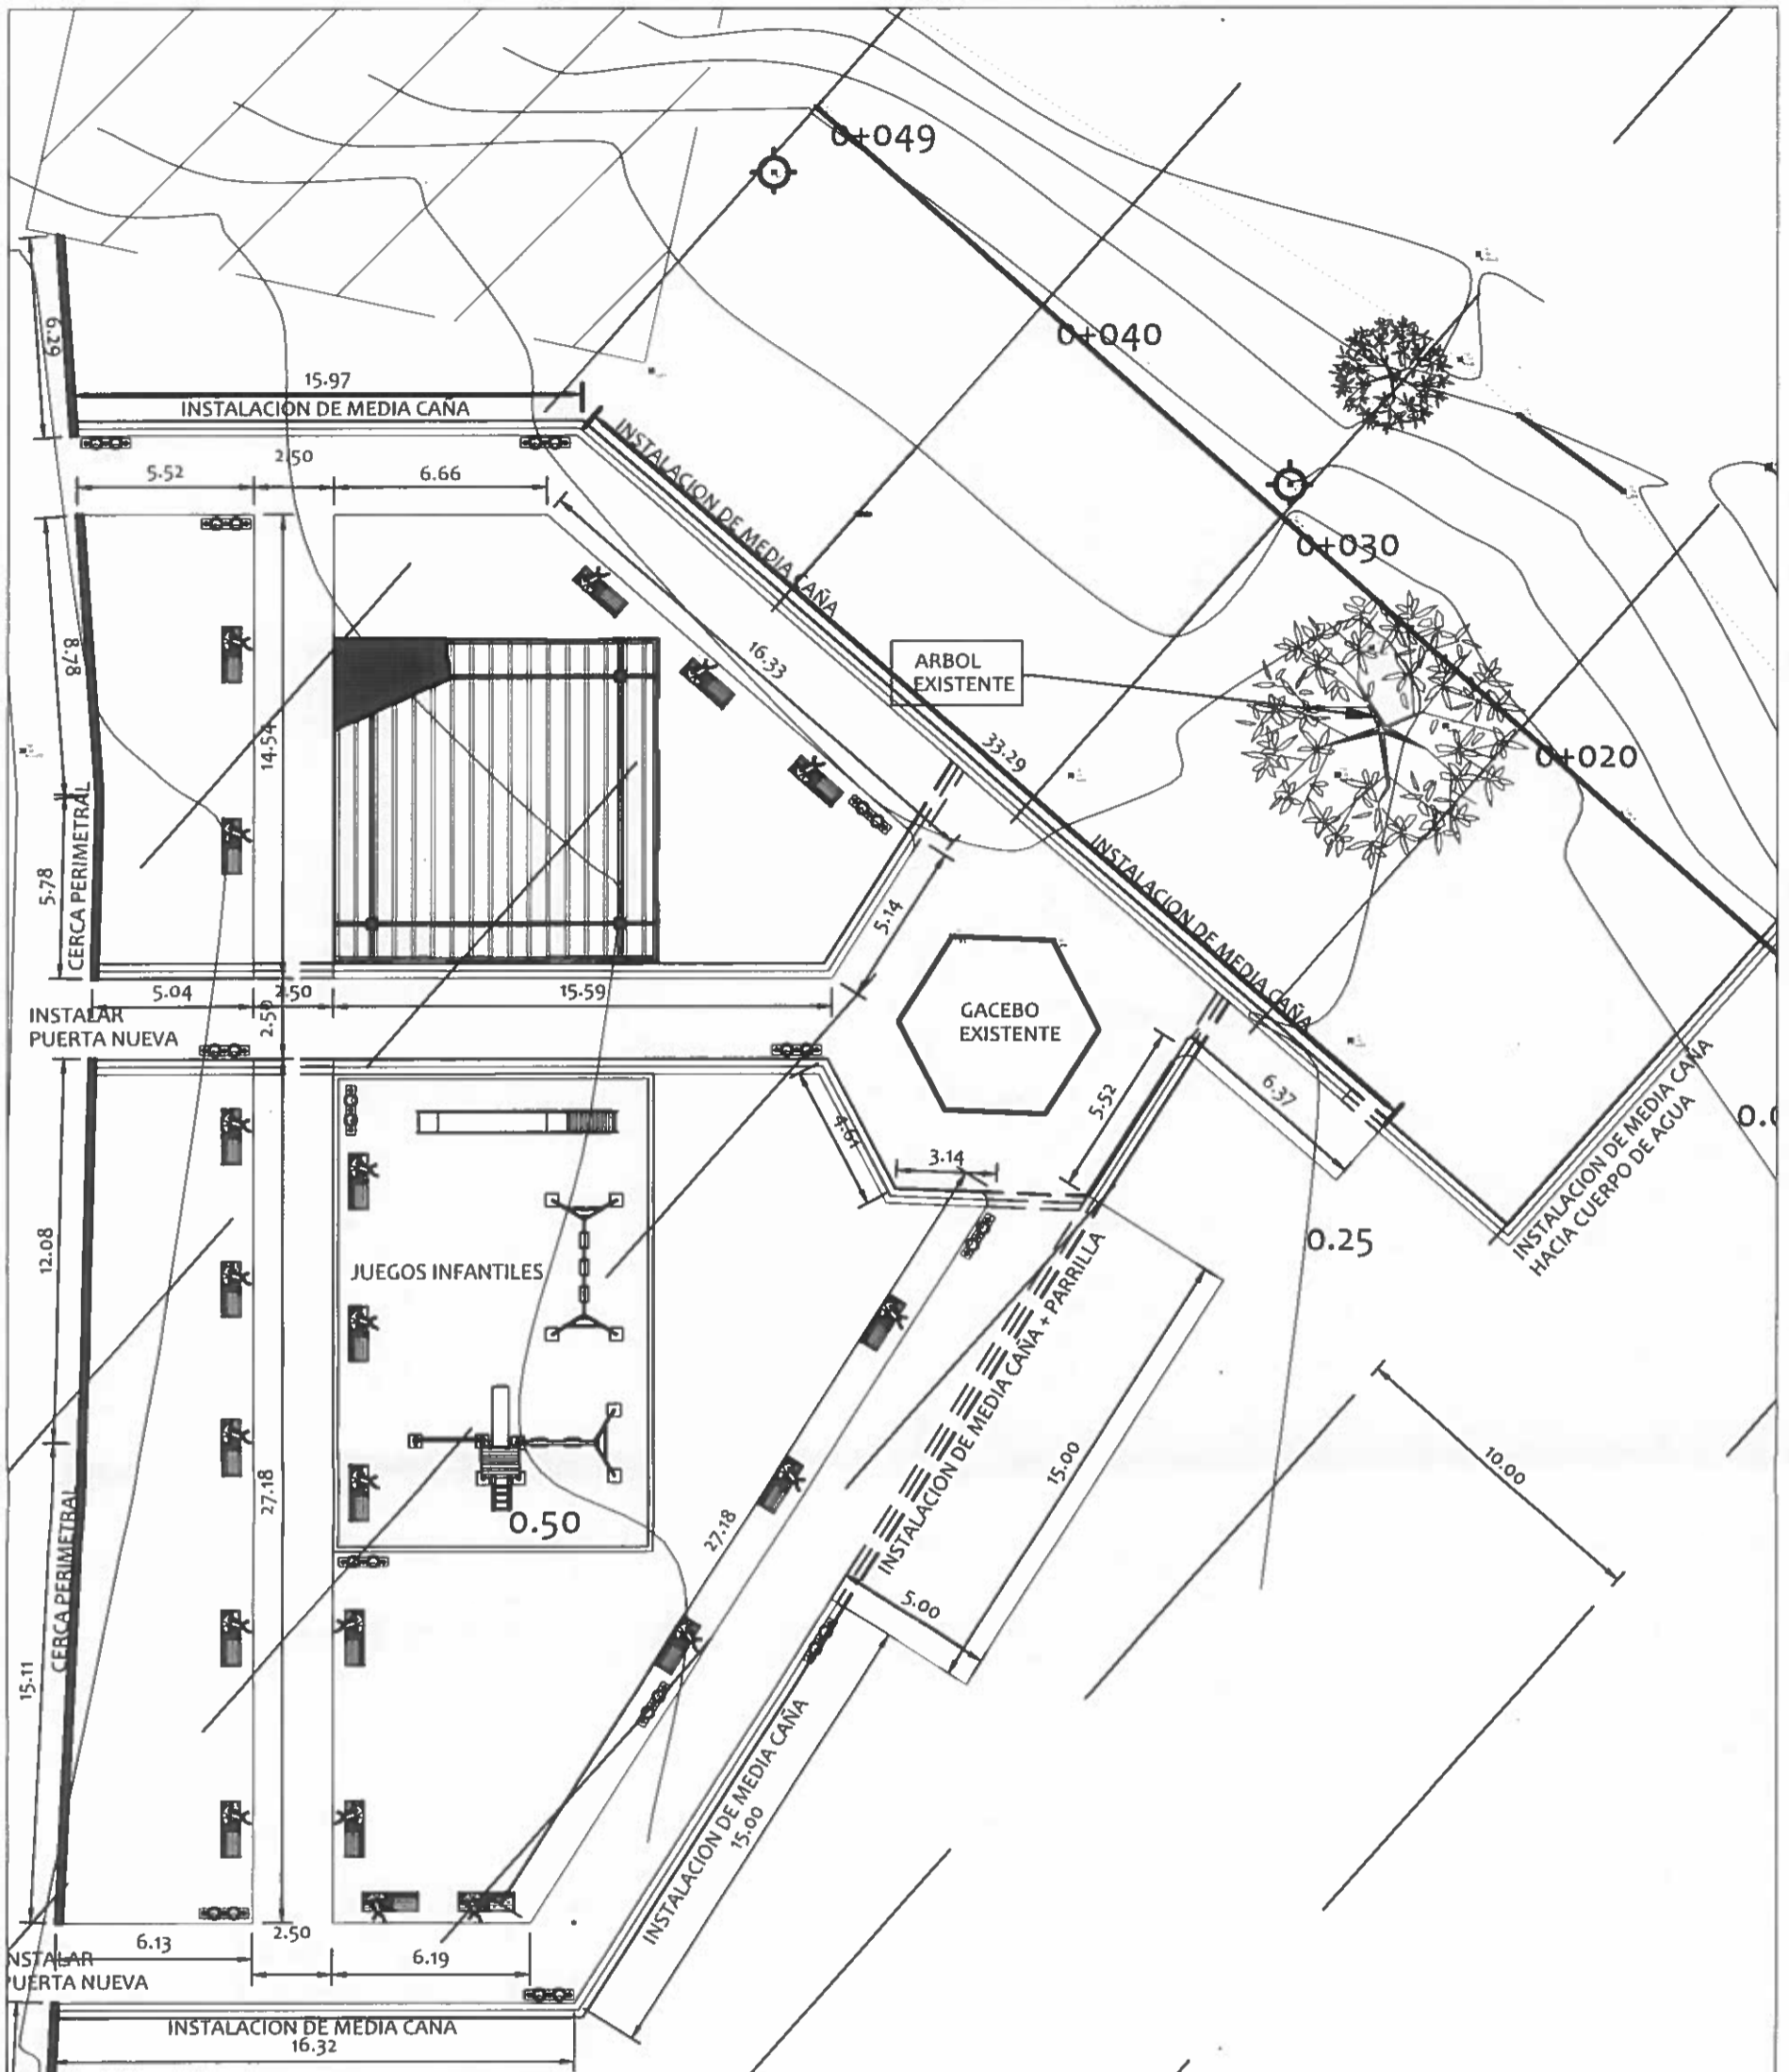 0+049
0+040
6.29
15.97
INSTALACION DE MEDIA CAÑA
INSTALACION DE MEDIA CAÑA
2.50
5.52
6.66
0+030
8.78
16.33
ARBOL
EXISTENTE
14.54
33.29
0+020
CERCA PERIMETRAL
5.78
INSTALACION DE MEDIA CAÑA
5.14
5.04
2.50
15.59
2.50
INSTALAR
PUERTA NUEVA
GACEBO
EXISTENTE
6.37
5.52
4.61
3.14
INSTALACION DE MEDIA CAÑA
HACIA CUERPO DE AGUA
0.25
12.08
JUEGOS INFANTILES
INSTALACION DE MEDIA CAÑA + PARRILLA
15.00
10.00
27.18
0.50
27.18
CERCA PERIMETRAL
15.11
5.00
INSTALACION DE MEDIA CAÑA
15.00
6.13
2.50
6.19
NSTALAR
UERTA NUEVA
INSTALACION DE MEDIA CANA
16.32